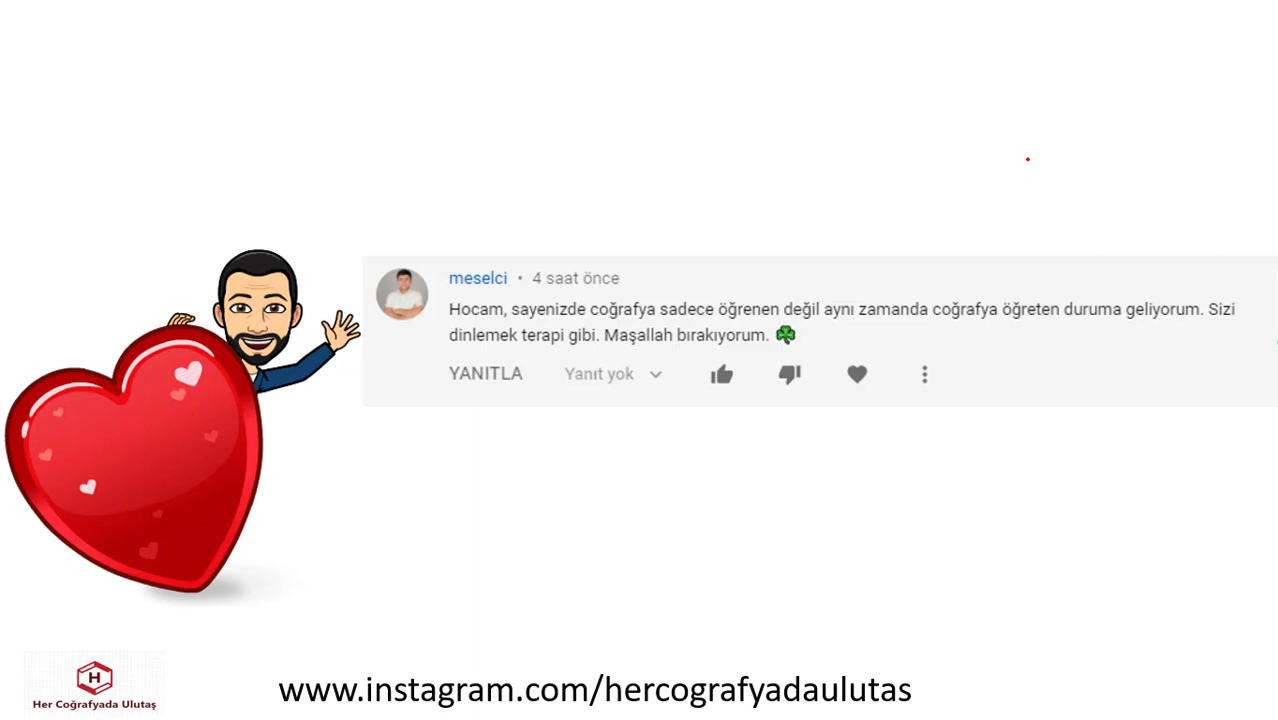 meselci • 4 saat önce
Hocam, sayenizde coğrafya sadece öğrenen değil aynı zamanda coğrafya öğreten duruma geliyorum. Sizi
dinlemek terapi gibi. Maşallah bırakıyorum. ☘
YANITLA Yanıt yok
H
Her Coğrafyada Ulutaş
www.instagram.com/hercografyadaulutas